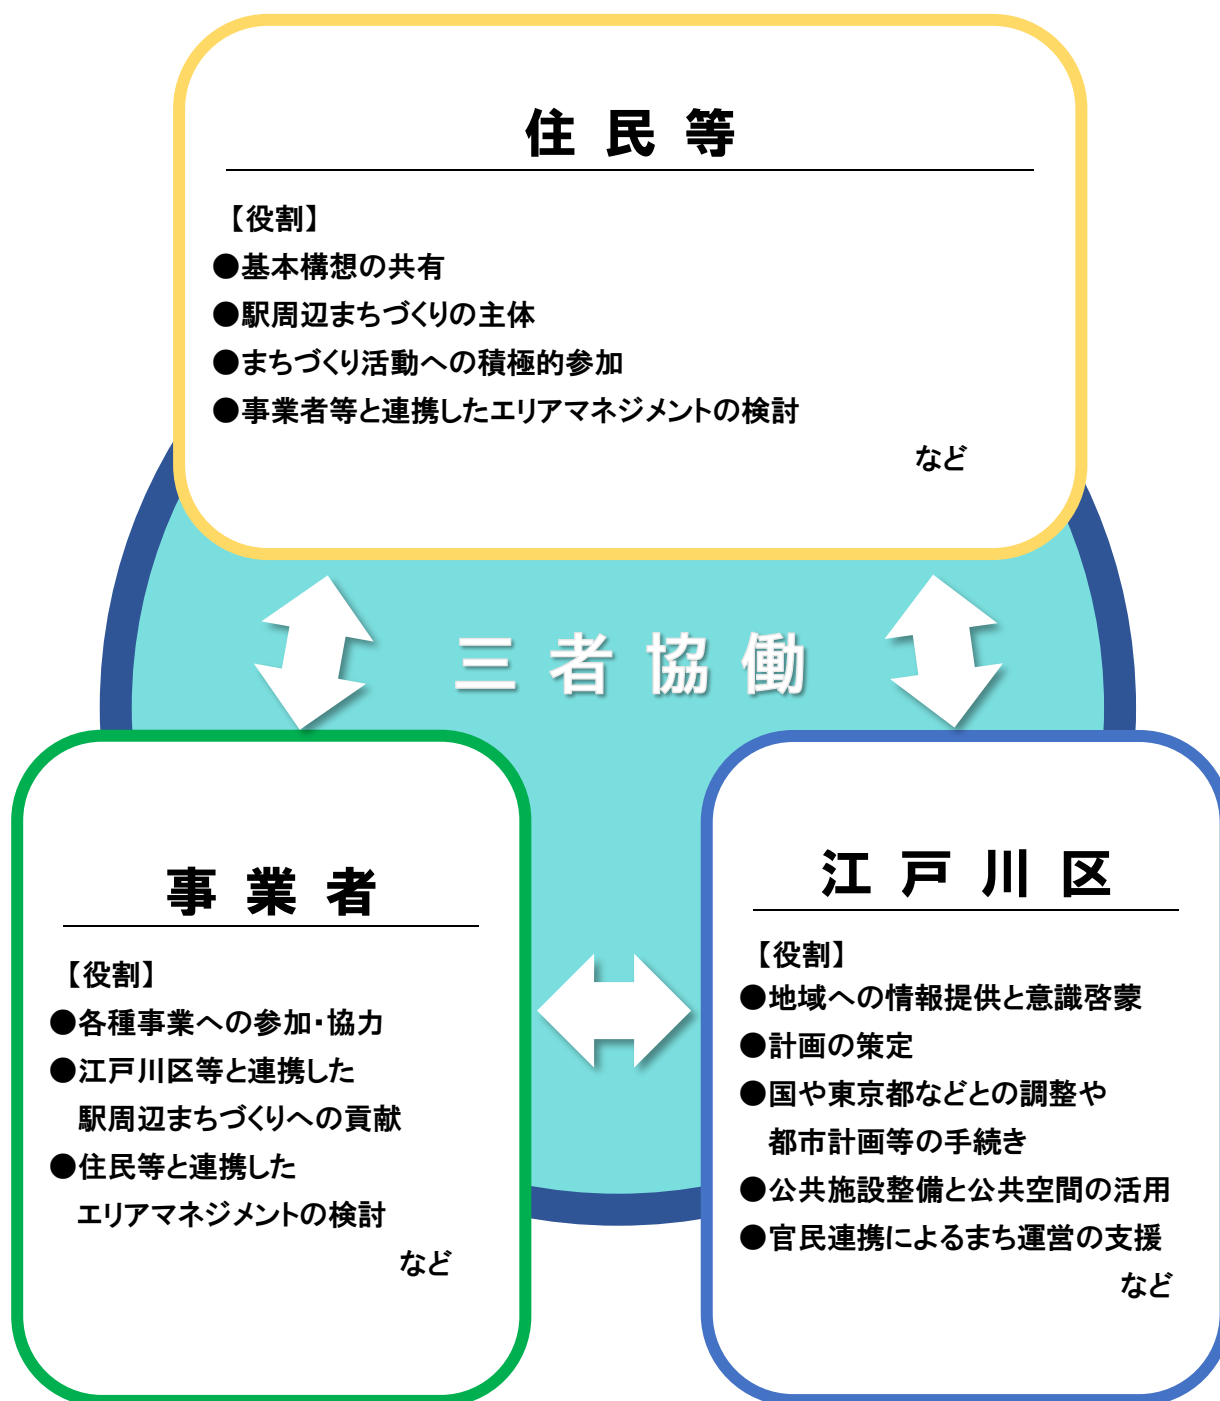 住民等
【役割】
●基本構想の共有
●駅周辺まちづくりの主体
●まちづくり活動への積極的参加
●事業者等と連携したエリアマネジメントの検討
など
三者協働
事業者
【役割】
●各種事業への参加・協力
●江戸川区等と連携した
駅周辺まちづくりへの貢献
●住民等と連携した
エリアマネジメントの検討
など
江戸川区
【役割】
●地域への情報提供と意識啓蒙
●計画の策定
●国や東京都などとの調整や
都市計画等の手続き
●公共施設整備と公共空間の活用
●官民連携によるまち運営の支援
など